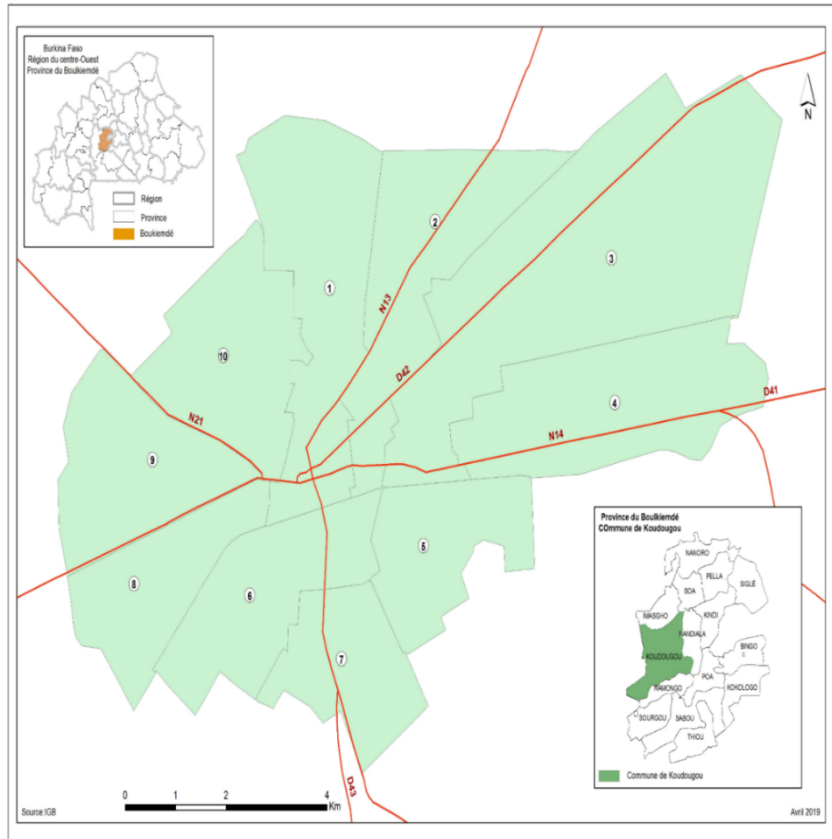 Burkina Faso
Région du centre-Ouest
Province du Boulkiemdé
Région
Province
Boukiemdé
N
1
2
3
4
5
6
7
8
9
10
N13
D42
N21
N14
D41
D43
Province du Boulkiemdé
COmmune de Koudougou
NANORO
PELLA
SIGLÉ
SOA
IMASGHO
KINDI
NANDIALA
BINGO
KOUDOUGOU
POA
KOKOLOGO
RAMONGO
SOURGOU
SABOU
THIOU
Commune de Koudougou
0 1 2 4
Km
Source:IGB
Avril 2019